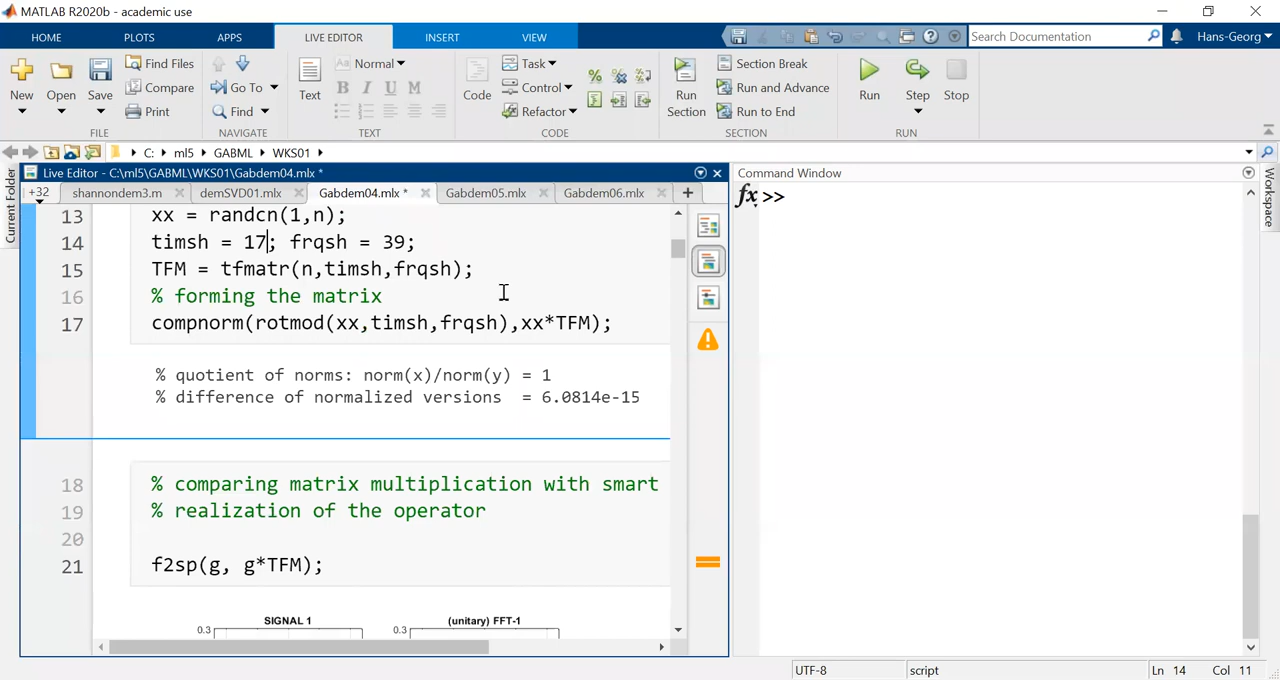 MATLAB R2020b - academic use
HOME PLOTS APPS LIVE EDITOR INSERT VIEW Search Documentation Hans-Georg
New Open Save Find Files Compare Print Go To Find Text Aa Normal B I U M Code Task Control Refactor Run Section Section Break Run and Advance Run to End Run Step Stop
FILE NAVIGATE TEXT CODE SECTION RUN
C: ml5 GABML WKS01
Current Folder
Live Editor - C:\ml5\GABML\WKS01\Gabdem04.mlx *
+32 shannondem3.m demSVD01.mlx Gabdem04.mlx * Gabdem05.mlx Gabdem06.mlx +
13 xx = randcn(1,n);
14 timsh = 17; frqsh = 39;
15 TFM = tfmatr(n,timsh,frqsh);
16 % forming the matrix
17 compnorm(rotmod(xx,timsh,frqsh),xx*TFM);
% quotient of norms: norm(x)/norm(y) = 1
% difference of normalized versions = 6.0814e-15
18 % comparing matrix multiplication with smart
19 % realization of the operator
20
21 f2sp(g, g*TFM);
SIGNAL 1 (unitary) FFT-1
0.3 0.3
Command Window
fx >>
Workspace
UTF-8 script Ln 14 Col 11